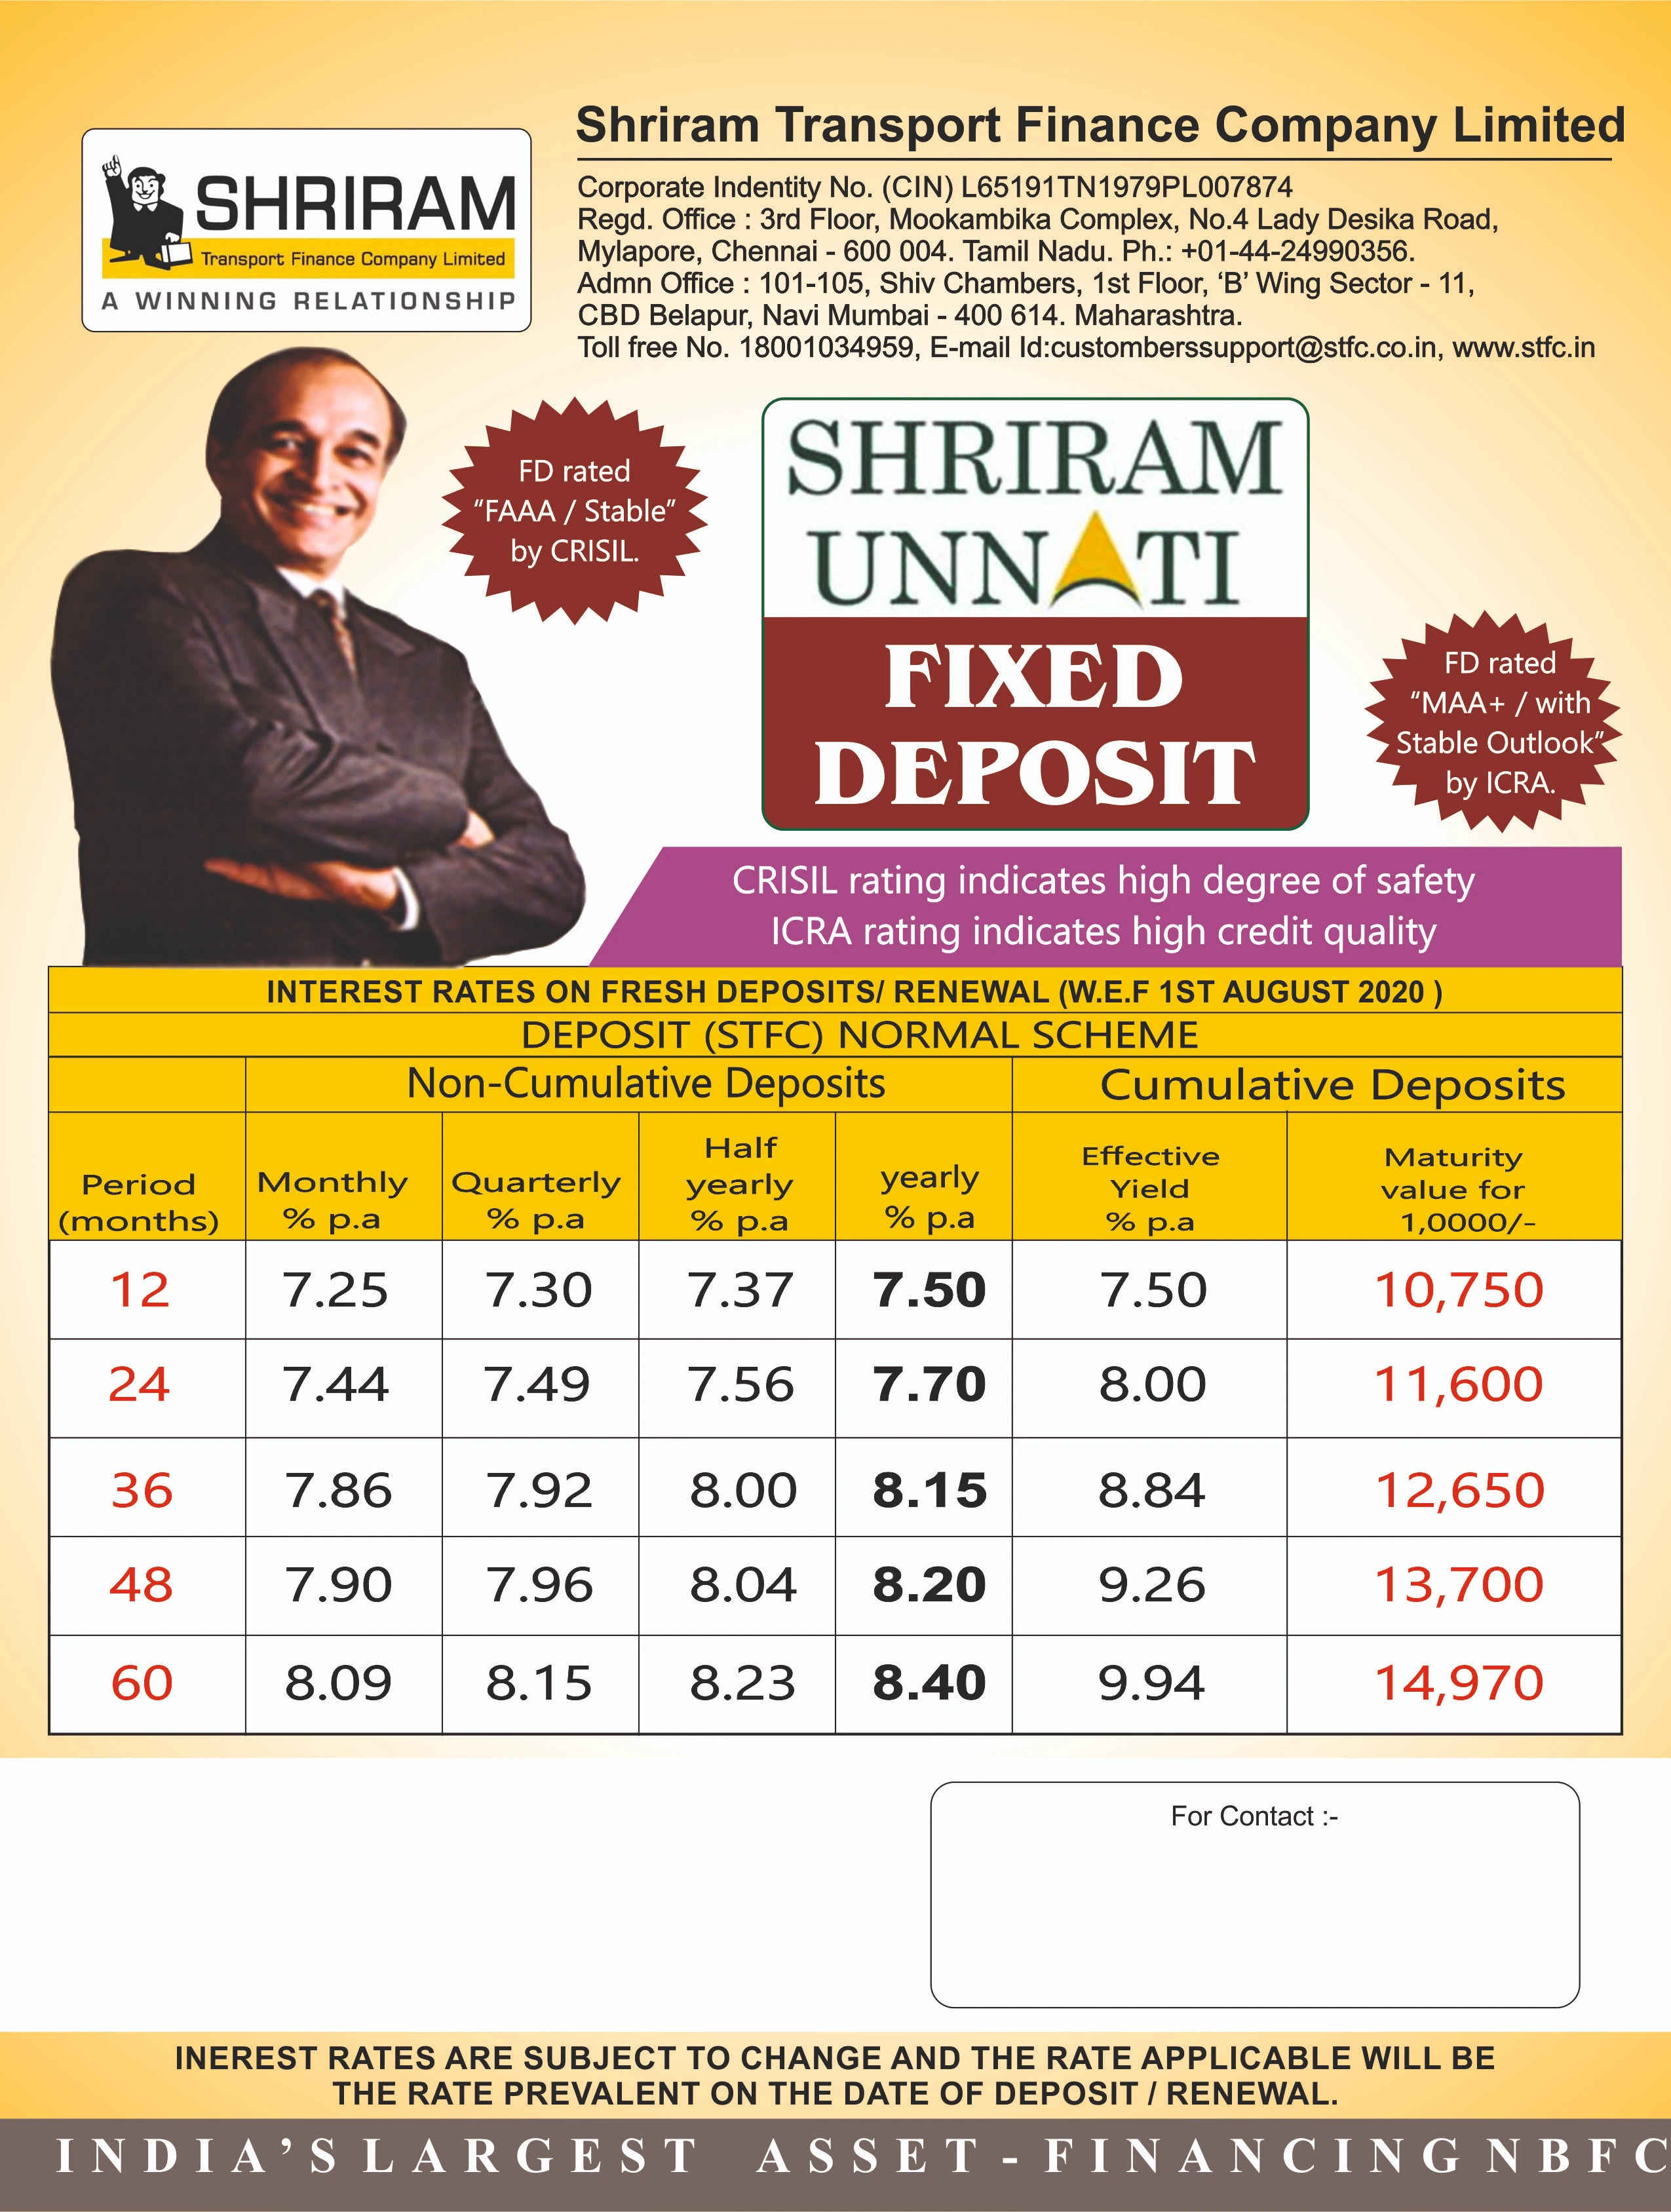 SHRIRAM
Transport Finance Company Limited
A WINNING RELATIONSHIP
Shriram Transport Finance Company Limited
Corporate Indentity No. (CIN) L65191TN1979PL007874
Regd. Office : 3rd Floor, Mookambika Complex, No.4 Lady Desika Road,
Mylapore, Chennai - 600 004. Tamil Nadu. Ph.: +01-44-24990356.
Admn Office : 101-105, Shiv Chambers, 1st Floor, ‘B’ Wing Sector - 11,
CBD Belapur, Navi Mumbai - 400 614. Maharashtra.
Toll free No. 18001034959, E-mail Id:customberssupport@stfc.co.in, www.stfc.in
FD rated
“FAAA / Stable”
by CRISIL.
SHRIRAM
UNNATI
FIXED
DEPOSIT
FD rated
“MAA+ / with
Stable Outlook”
by ICRA.
CRISIL rating indicates high degree of safety
ICRA rating indicates high credit quality
INTEREST RATES ON FRESH DEPOSITS/ RENEWAL (W.E.F 1ST AUGUST 2020 )
DEPOSIT (STFC) NORMAL SCHEME
Non-Cumulative Deposits Cumulative Deposits
Period (months) Monthly % p.a Quarterly % p.a Half yearly % p.a yearly % p.a Effective Yield % p.a Maturity value for 1,0000/-
12 7.25 7.30 7.37 7.50 7.50 10,750
24 7.44 7.49 7.56 7.70 8.00 11,600
36 7.86 7.92 8.00 8.15 8.84 12,650
48 7.90 7.96 8.04 8.20 9.26 13,700
60 8.09 8.15 8.23 8.40 9.94 14,970
For Contact :-
INEREST RATES ARE SUBJECT TO CHANGE AND THE RATE APPLICABLE WILL BE
THE RATE PREVALENT ON THE DATE OF DEPOSIT / RENEWAL.
INDIA’S LARGEST ASSET - FINANCING NBFC